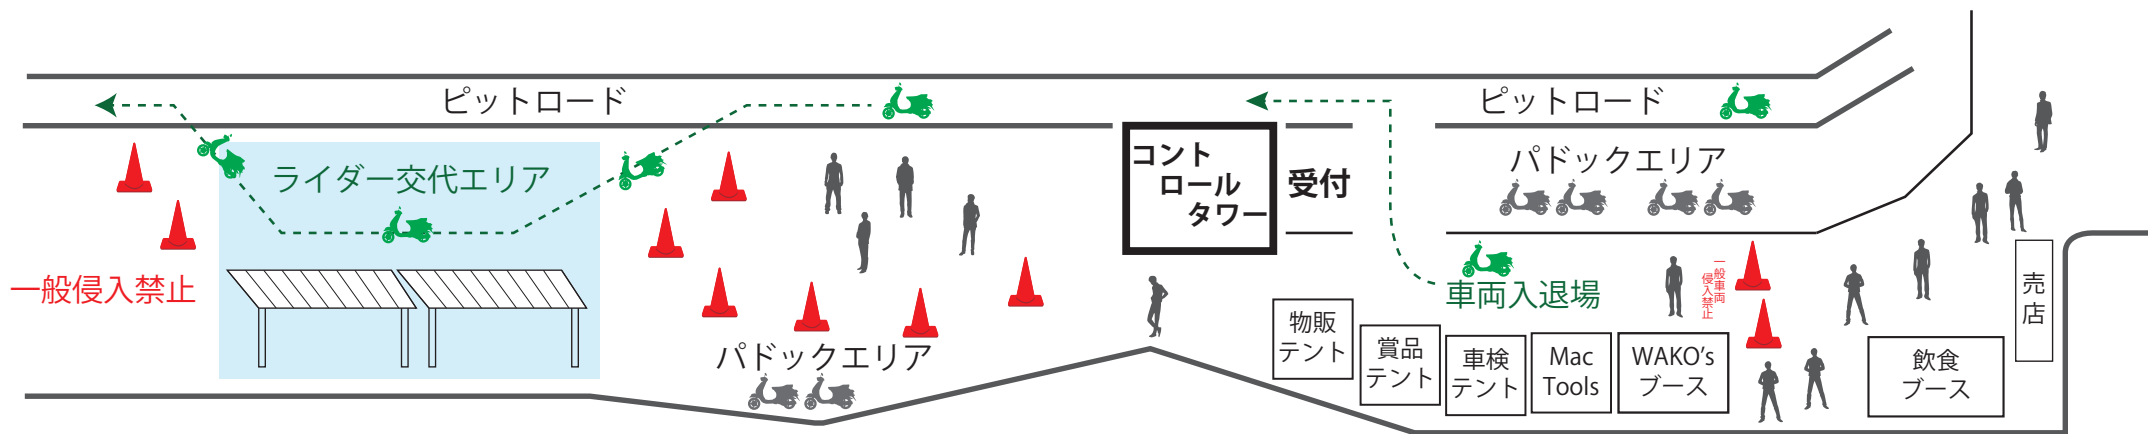 ピットロード
ピットロード
ライダー交代エリア
コント
ロール
タワー
受付
パドックエリア
一般侵入禁止
車両入退場
一般車両
侵入禁止
売店
物販
テント
賞品
テント
車検
テント
Mac
Tools
WAKO's
ブース
飲食
ブース
パドックエリア